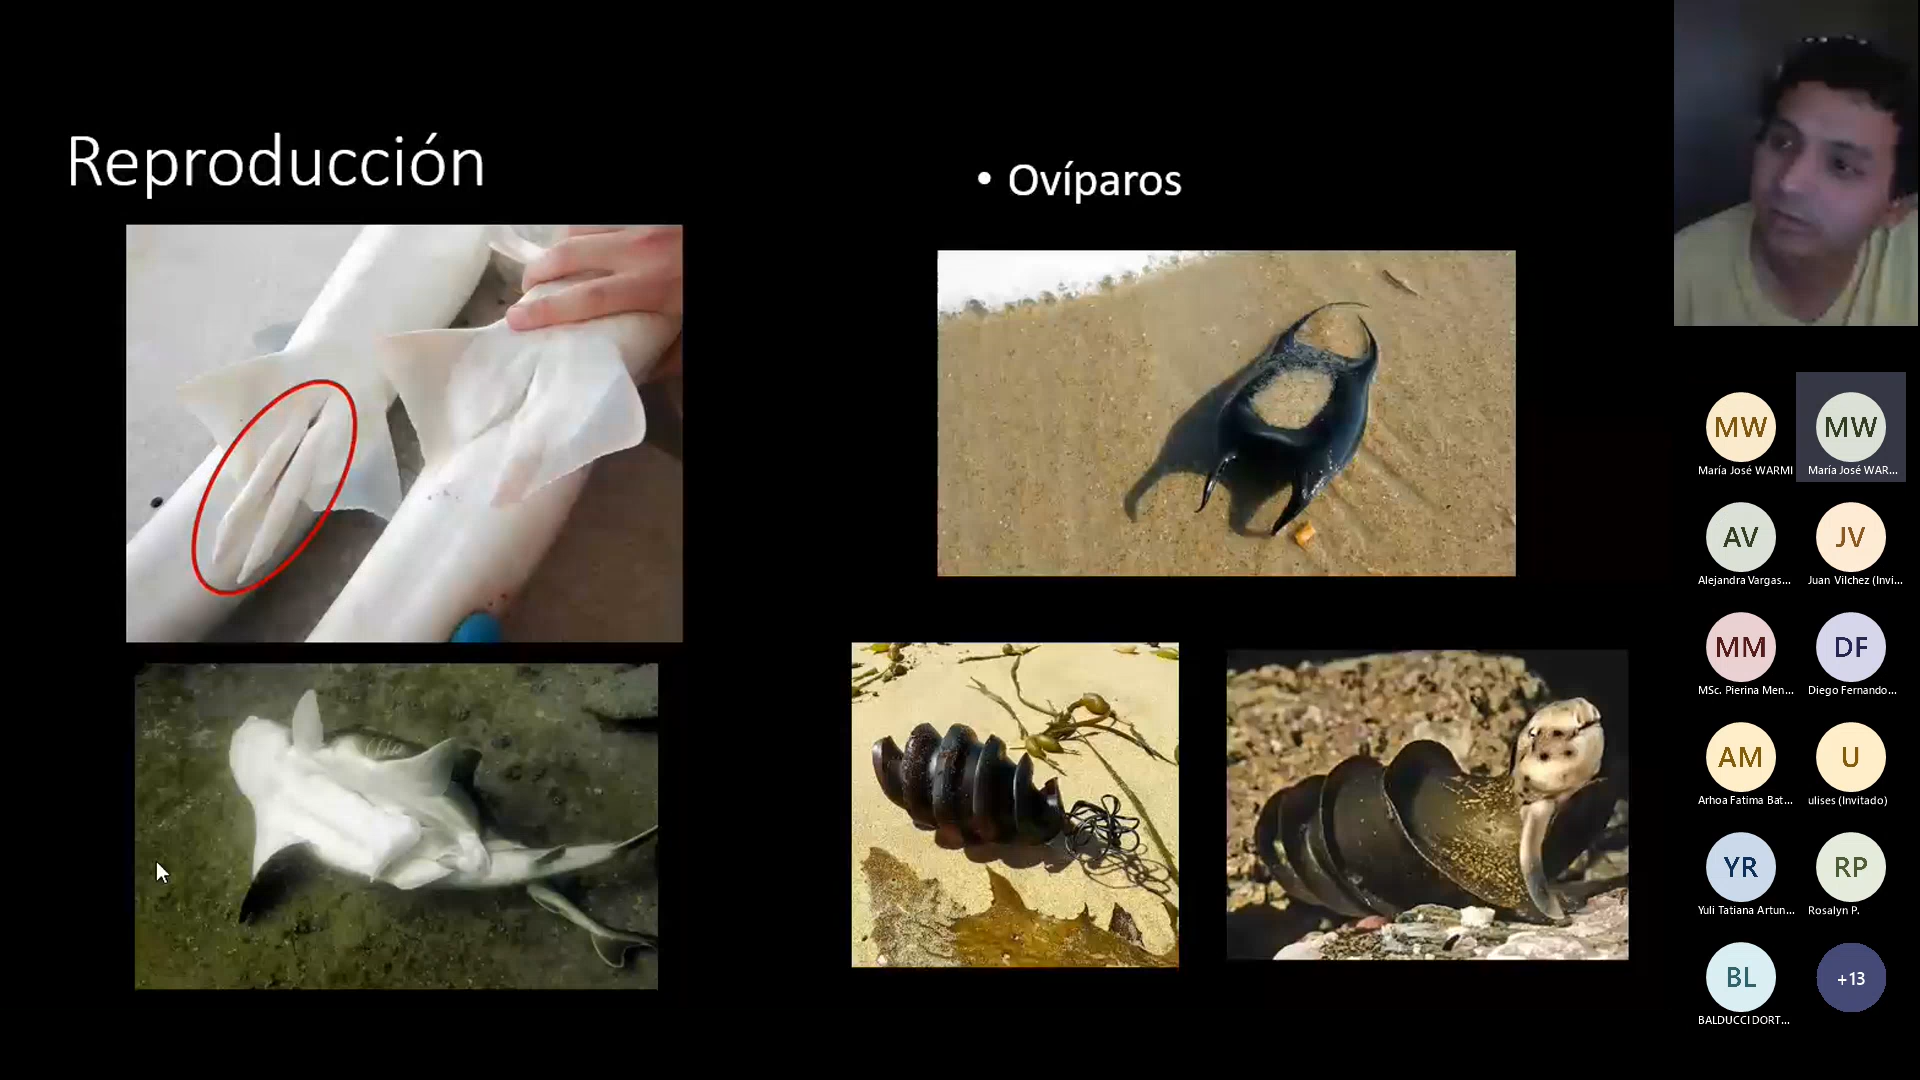 Reproducción
• Ovíparos
MW
MW
María José WARMI
María José WAR...
AV
JV
Alejandra Vargas...
Juan Vilchez (Invi...
MM
DF
MSc. Pierina Men...
Diego Fernando...
AM
U
Arhoa Fatima Bat...
ulises (Invitado)
YR
RP
Yuli Tatiana Artun...
Rosalyn P.
BL
+13
BALDUCCI DORT...